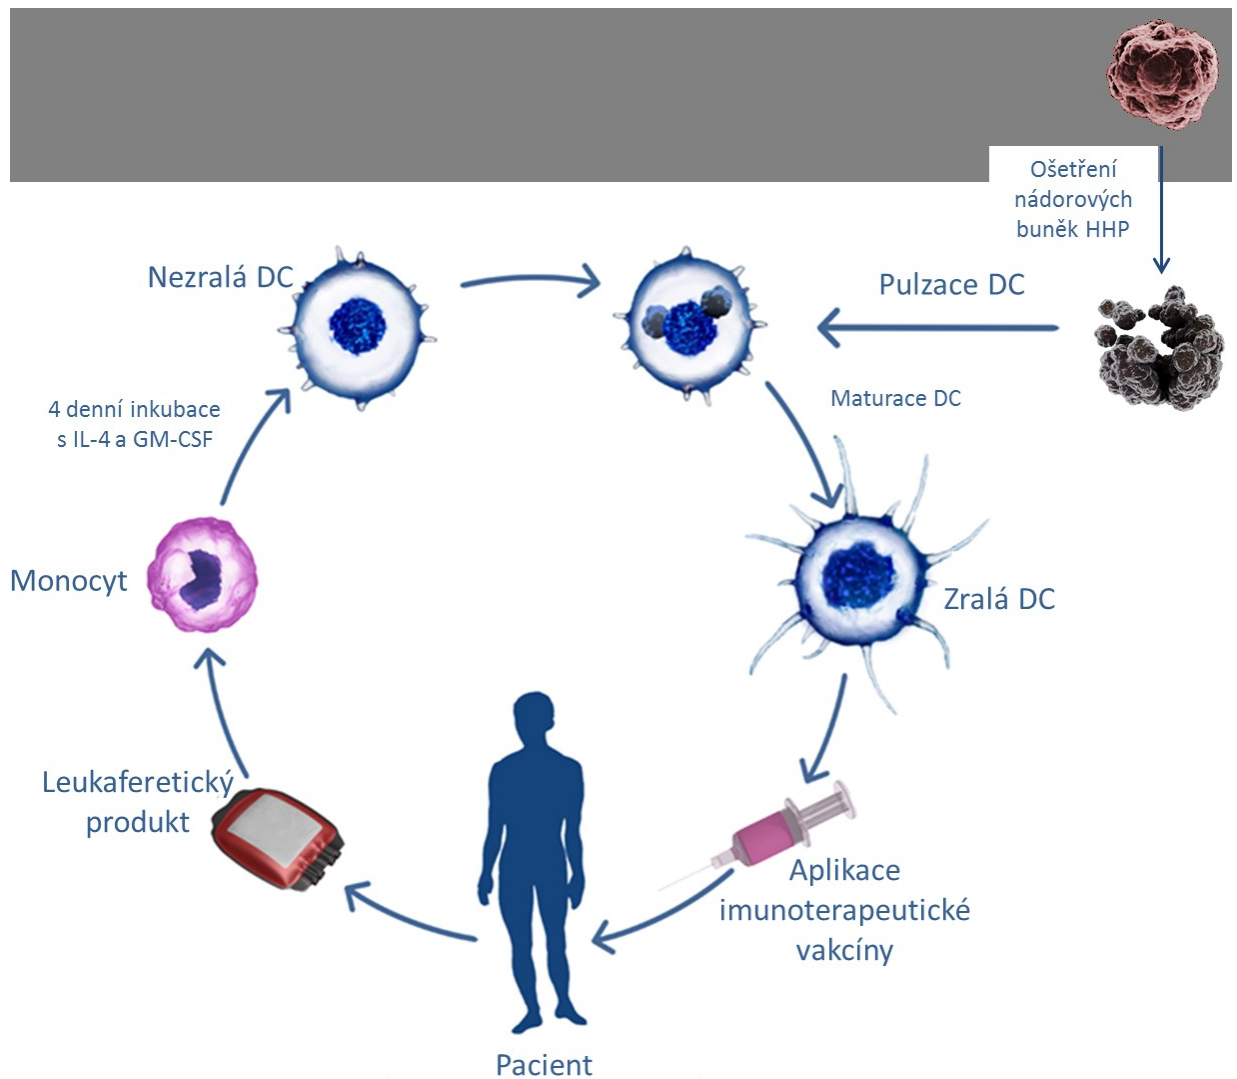 Ošetření
nádorových
buněk HHP
Nezralá DC
Pulzace DC
4 denní inkubace
s IL-4 a GM-CSF
Maturace DC
Monocyt
Zralá DC
Leukaferetický
produkt
Aplikace
imunoterapeutické
vakcíny
Pacient